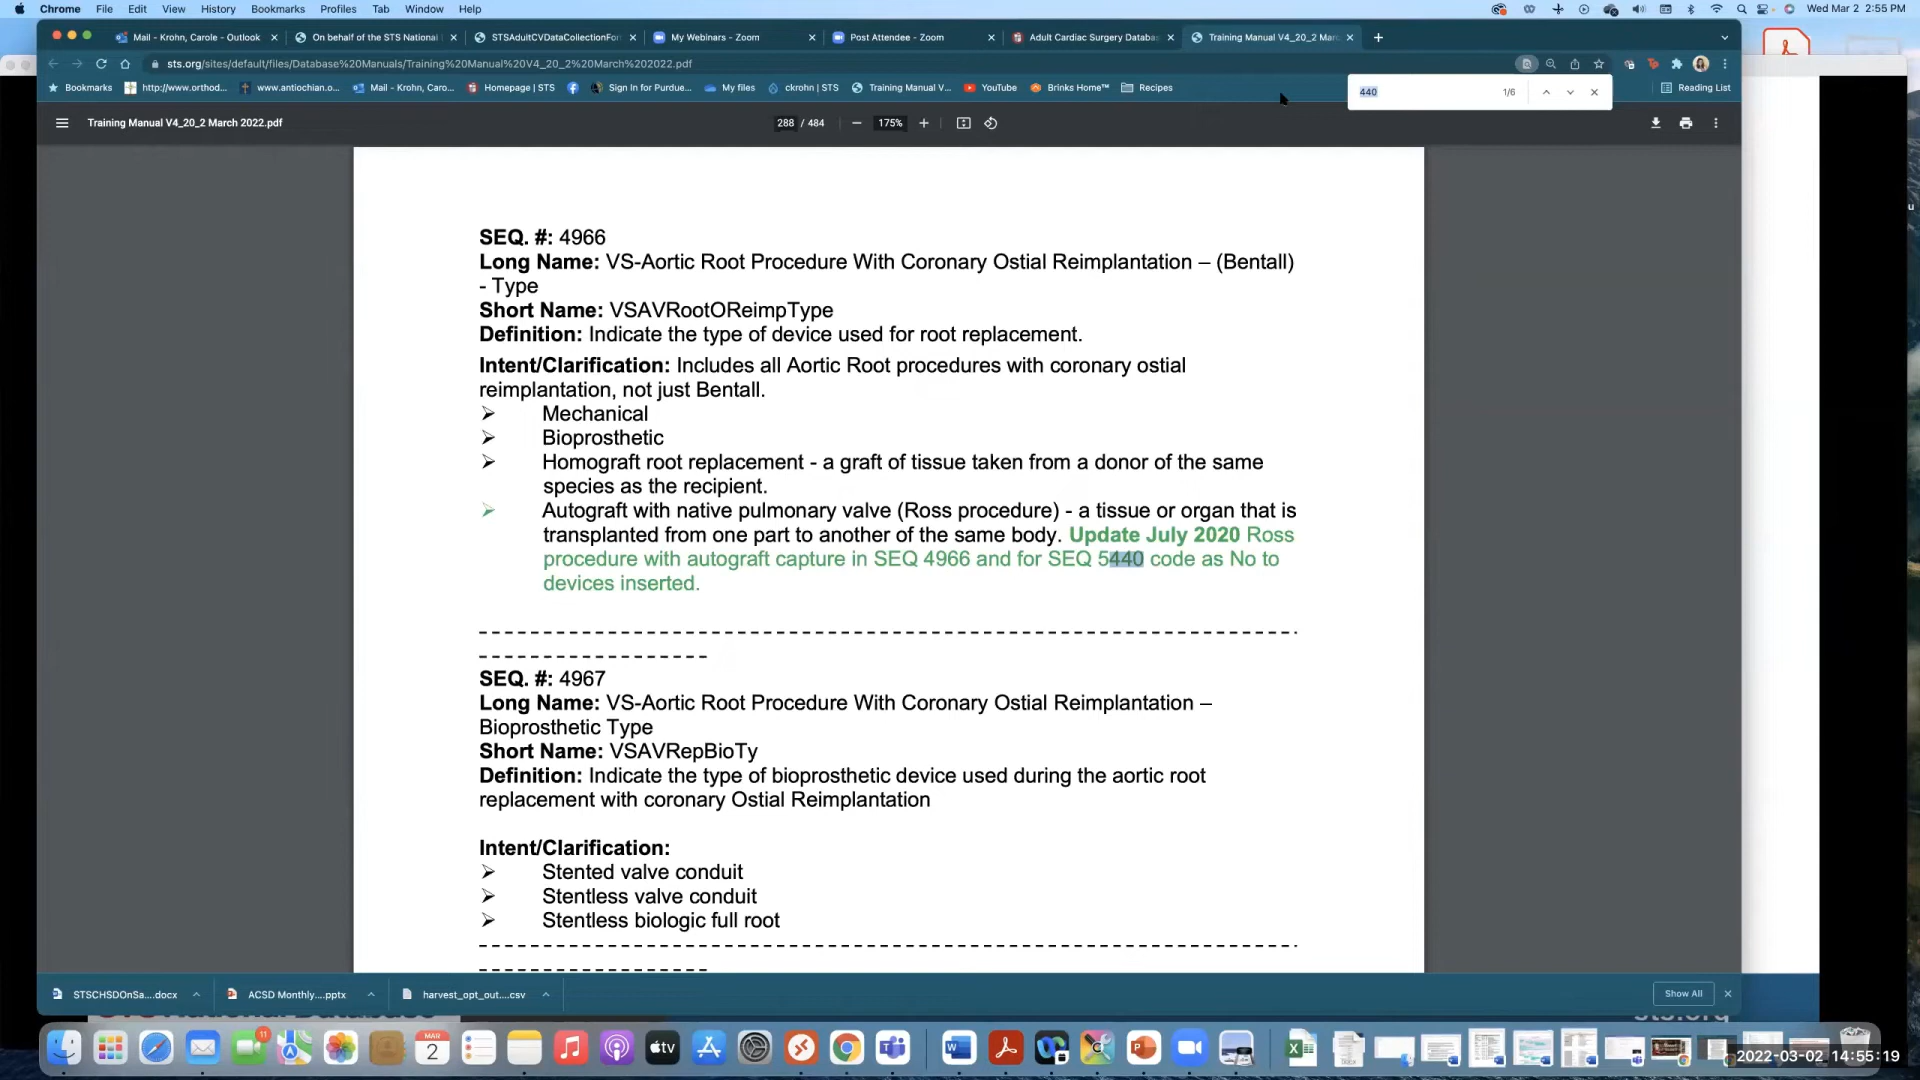 Chrome File Edit View History Bookmarks Profiles Tab Window Help Wed Mar 2 2:55 PM
Mail - Krohn, Carole - Outlook On behalf of the STS National STSAdultCVDataCollectionFor My Webinars - Zoom Post Attendee - Zoom Adult Cardiac Surgery Databa Training Manual V4_20_2 Marc
sts.org/sites/default/files/Database%20Manuals/Training%20Manual%20V4_20_2%20March%202022.pdf
Bookmarks http://www.orthod... www.antiochian.o... Mail - Krohn, Caro... Homepage | STS Sign In for Purdue... My files ckrohn | STS Training Manual V... YouTube Brinks Home™ Recipes Reading List
440 1/6
Training Manual V4_20_2 March 2022.pdf 288 / 484 175%
SEQ. #: 4966
Long Name: VS-Aortic Root Procedure With Coronary Ostial Reimplantation – (Bentall)
- Type
Short Name: VSAVRootOReimpType
Definition: Indicate the type of device used for root replacement.
Intent/Clarification: Includes all Aortic Root procedures with coronary ostial
reimplantation, not just Bentall.
➢ Mechanical
➢ Bioprosthetic
➢ Homograft root replacement - a graft of tissue taken from a donor of the same
species as the recipient.
➢ Autograft with native pulmonary valve (Ross procedure) - a tissue or organ that is
transplanted from one part to another of the same body. Update July 2020 Ross
procedure with autograft capture in SEQ 4966 and for SEQ 5440 code as No to
devices inserted.
SEQ. #: 4967
Long Name: VS-Aortic Root Procedure With Coronary Ostial Reimplantation –
Bioprosthetic Type
Short Name: VSAVRepBioTy
Definition: Indicate the type of bioprosthetic device used during the aortic root
replacement with coronary Ostial Reimplantation
Intent/Clarification:
➢ Stented valve conduit
➢ Stentless valve conduit
➢ Stentless biologic full root
STSCHSDOnSa....docx ACSD Monthly....pptx harvest_opt_out....csv Show All
sts.org
11 MAR 2 tv
2022-03-02 14:55:19